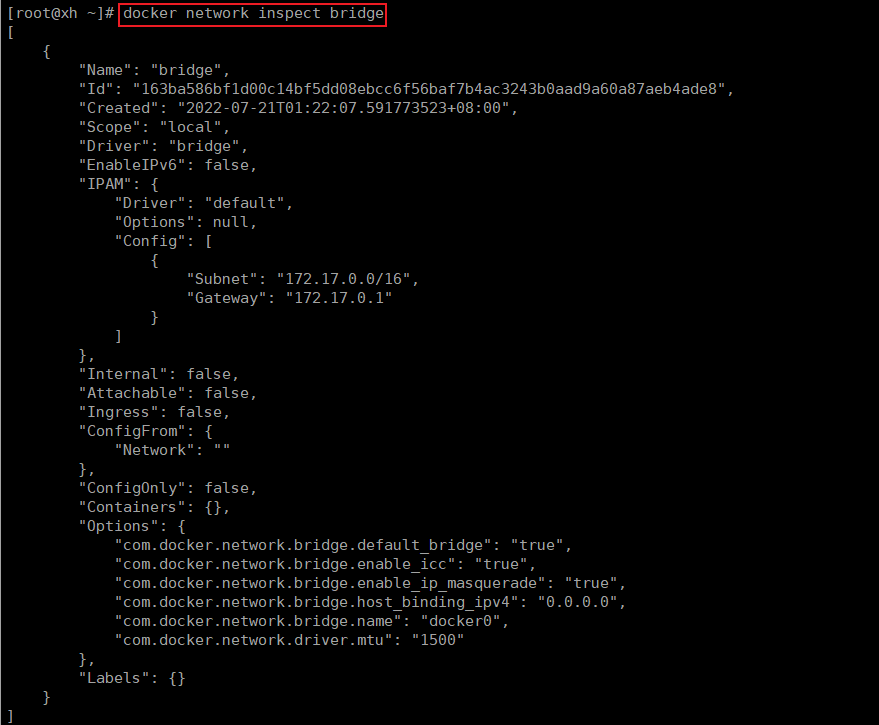 [root@xh ~]# docker network inspect bridge
[
    {
        "Name": "bridge",
        "Id": "163ba586bf1d00c14bf5dd08ebcc6f56baf7b4ac3243b0aad9a60a87aeb4ade8",
        "Created": "2022-07-21T01:22:07.591773523+08:00",
        "Scope": "local",
        "Driver": "bridge",
        "EnableIPv6": false,
        "IPAM": {
            "Driver": "default",
            "Options": null,
            "Config": [
                {
                    "Subnet": "172.17.0.0/16",
                    "Gateway": "172.17.0.1"
                }
            ]
        },
        "Internal": false,
        "Attachable": false,
        "Ingress": false,
        "ConfigFrom": {
            "Network": ""
        },
        "ConfigOnly": false,
        "Containers": {},
        "Options": {
            "com.docker.network.bridge.default_bridge": "true",
            "com.docker.network.bridge.enable_icc": "true",
            "com.docker.network.bridge.enable_ip_masquerade": "true",
            "com.docker.network.bridge.host_binding_ipv4": "0.0.0.0",
            "com.docker.network.bridge.name": "docker0",
            "com.docker.network.driver.mtu": "1500"
        },
        "Labels": {}
    }
]